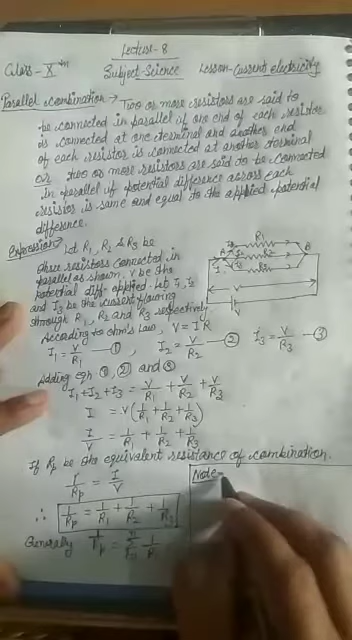 Lecture-8
Class-Xth Subject-Science Lesson-Current electricity
Parallel combination → Two or more resistors are said to
be connected in parallel if one end of each resistor
is connected at one terminal and another end
of each resistor is connected at another terminal
or two or more resistors are said to be connected
in parallel if potential difference across each
resistor is same and equal to the applied potential
difference.
Expression → Let R1, R2 & R3 be
three resistors connected in
parallel as shown. V be the
potential diff. applied. Let I1, I2
and I3 be the current flowing
through R1, R2 and R3 respectively
R1
R2
R3
A
B
I
I1
I2
I3
V
According to ohm's Law, V = IR
I1 = V/R1 —①, I2 = V/R2 —② I3 = V/R3 —③
Adding eqn. ①, ② and ③
I1 + I2 + I3 = V/R1 + V/R2 + V/R3
I = V(1/R1 + 1/R2 + 1/R3)
I/V = 1/R1 + 1/R2 + 1/R3
If Rp be the equivalent resistance of combination.
1/Rp = I/V
∴ 1/Rp = 1/R1 + 1/R2 + 1/R3
Generally 1/Rp = Σ 1/R
Note-